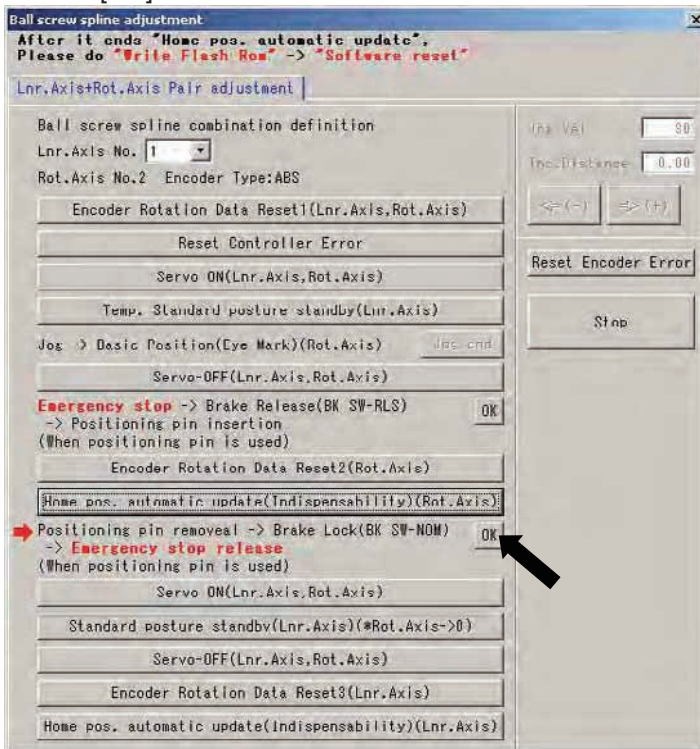 Ball screw spline adjustment
After it ends "Home pos. automatic update",
Please do "Write Flash Rom" -> "Software reset"
Lnr.Axis+Rot.Axis Pair adjustment
Ball screw spline combination definition
Lnr.Axis No. 1
Rot.Axis No.2 Encoder Type:ABS
Encoder Rotation Data Reset1(Lnr.Axis,Rot.Axis)
Reset Controller Error
Servo ON(Lnr.Axis,Rot.Axis)
Temp. Standard posture standby(Lnr.Axis)
Jog -> Basic Position(Eye Mark)(Rot.Axis) Jog end
Servo-OFF(Lnr.Axis,Rot.Axis)
Emergency stop -> Brake Release(BK SW-RLS) OK
-> Positioning pin insertion
(When positioning pin is used)
Encoder Rotation Data Reset2(Rot.Axis)
Home pos. automatic update(Indispensability)(Rot.Axis)
Positioning pin removeal -> Brake Lock(BK SW-NOM) OK
-> Emergency stop release
(When positioning pin is used)
Servo ON(Lnr.Axis,Rot.Axis)
Standard posture standby(Lnr.Axis)(*Rot.Axis->0)
Servo-OFF(Lnr.Axis,Rot.Axis)
Encoder Rotation Data Reset3(Lnr.Axis)
Home pos. automatic update(Indispensability)(Lnr.Axis)
Jog Vel 30
Inc.Distance 0.00
<=(-) =>(+)
Reset Encoder Error
Stop